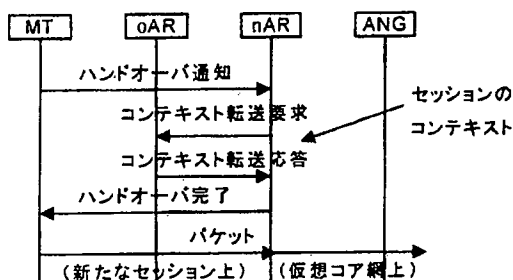 MT oAR nAR ANG
ハンドオーバ通知
コンテキスト転送要求
セッションの
コンテキスト
コンテキスト転送応答
ハンドオーバ完了
パケット
(新たなセッション上) (仮想コア網上)